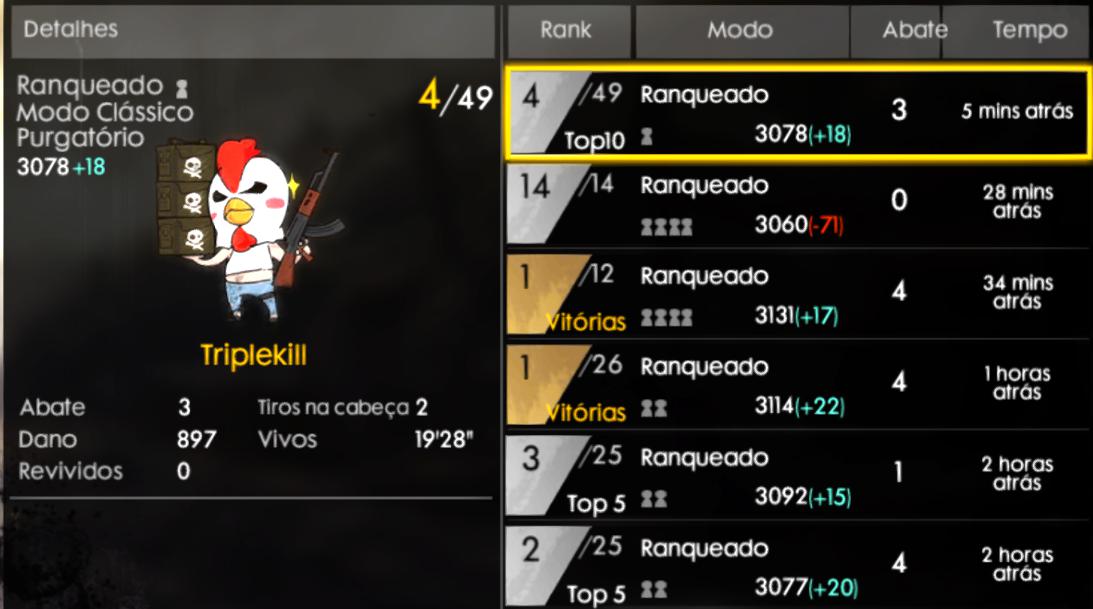 Detalhes
Ranqueado
4/49
Modo Clássico
Purgatório
3078+18
Triplekill
Abate 3 Tiros na cabeça 2
Dano 897 Vivos 19'28"
Revividos 0
Rank Modo Abate Tempo
4/49 Top10 Ranqueado 3078(+18) 3 5 mins atrás
14/14 Ranqueado 3060(-71) 0 28 mins atrás
1/12 Vitórias Ranqueado 3131(+17) 4 34 mins atrás
1/26 Vitórias Ranqueado 3114(+22) 4 1 horas atrás
3/25 Top 5 Ranqueado 3092(+15) 1 2 horas atrás
2/25 Top 5 Ranqueado 3077(+20) 4 2 horas atrás